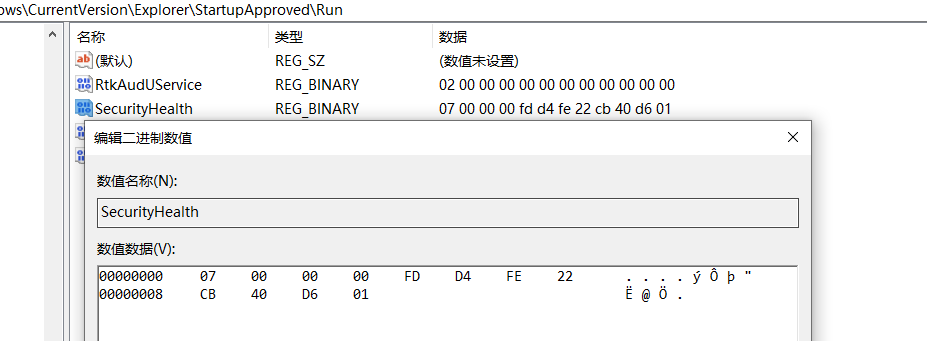 ows\CurrentVersion\Explorer\StartupApproved\Run
名称 类型 数据
(默认) REG_SZ (数值未设置)
RtkAudUService REG_BINARY 02 00 00 00 00 00 00 00 00 00 00 00
SecurityHealth REG_BINARY 07 00 00 00 fd d4 fe 22 cb 40 d6 01
编辑二进制数值
数值名称(N):
SecurityHealth
数值数据(V):
00000000 07 00 00 00 FD D4 FE 22 . . . . ý Ô þ "
00000008 CB 40 D6 01 Ë @ Ö .